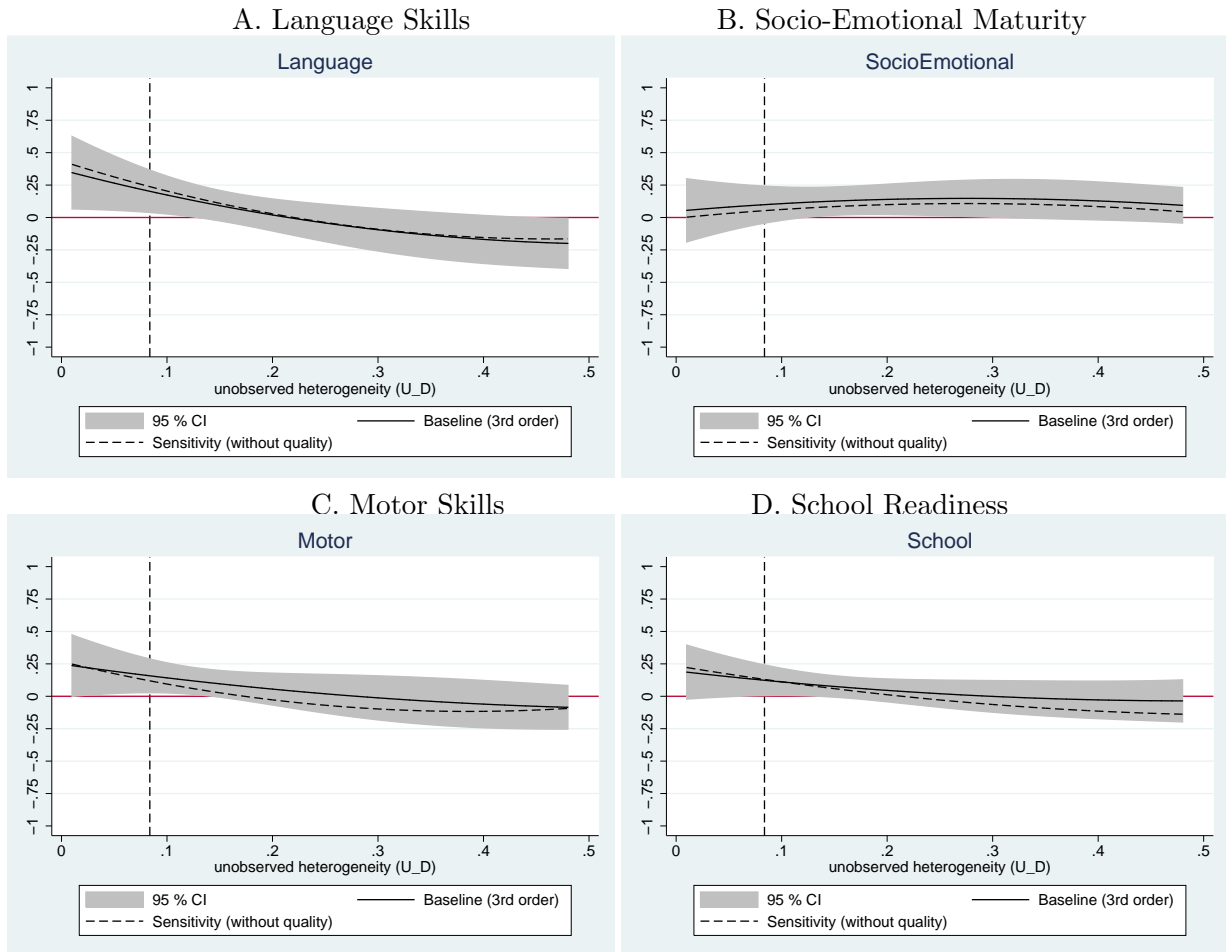 A. Language Skills
B. Socio-Emotional Maturity
Language
1
.75
.5
.25
0
-.25
-.5
-.75
-1
0 .1 .2 .3 .4 .5
unobserved heterogeneity (U_D)
95 % CI
Baseline (3rd order)
Sensitivity (without quality)
SocioEmotional
1
.75
.5
.25
0
-.25
-.5
-.75
-1
0 .1 .2 .3 .4 .5
unobserved heterogeneity (U_D)
95 % CI
Baseline (3rd order)
Sensitivity (without quality)
C. Motor Skills
D. School Readiness
Motor
1
.75
.5
.25
0
-.25
-.5
-.75
-1
0 .1 .2 .3 .4 .5
unobserved heterogeneity (U_D)
95 % CI
Baseline (3rd order)
Sensitivity (without quality)
School
1
.75
.5
.25
0
-.25
-.5
-.75
-1
0 .1 .2 .3 .4 .5
unobserved heterogeneity (U_D)
95 % CI
Baseline (3rd order)
Sensitivity (without quality)